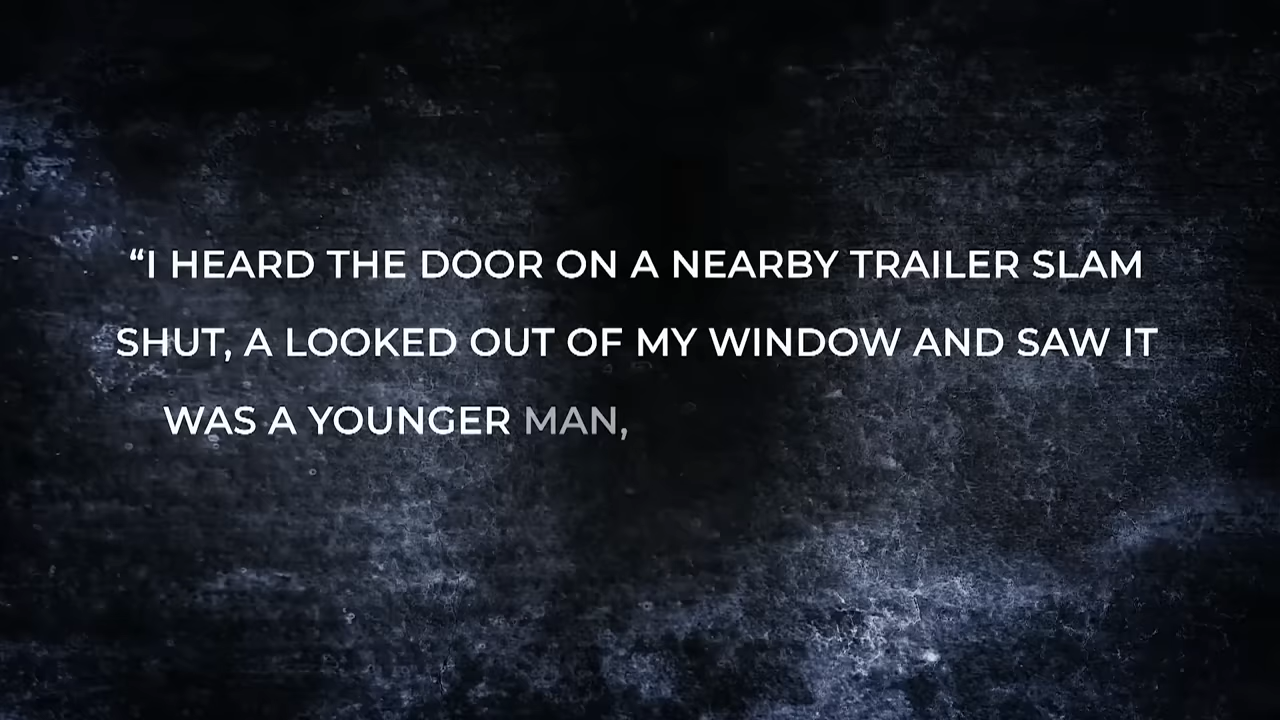 “I HEARD THE DOOR ON A NEARBY TRAILER SLAM
SHUT, A LOOKED OUT OF MY WINDOW AND SAW IT
WAS A YOUNGER MAN,